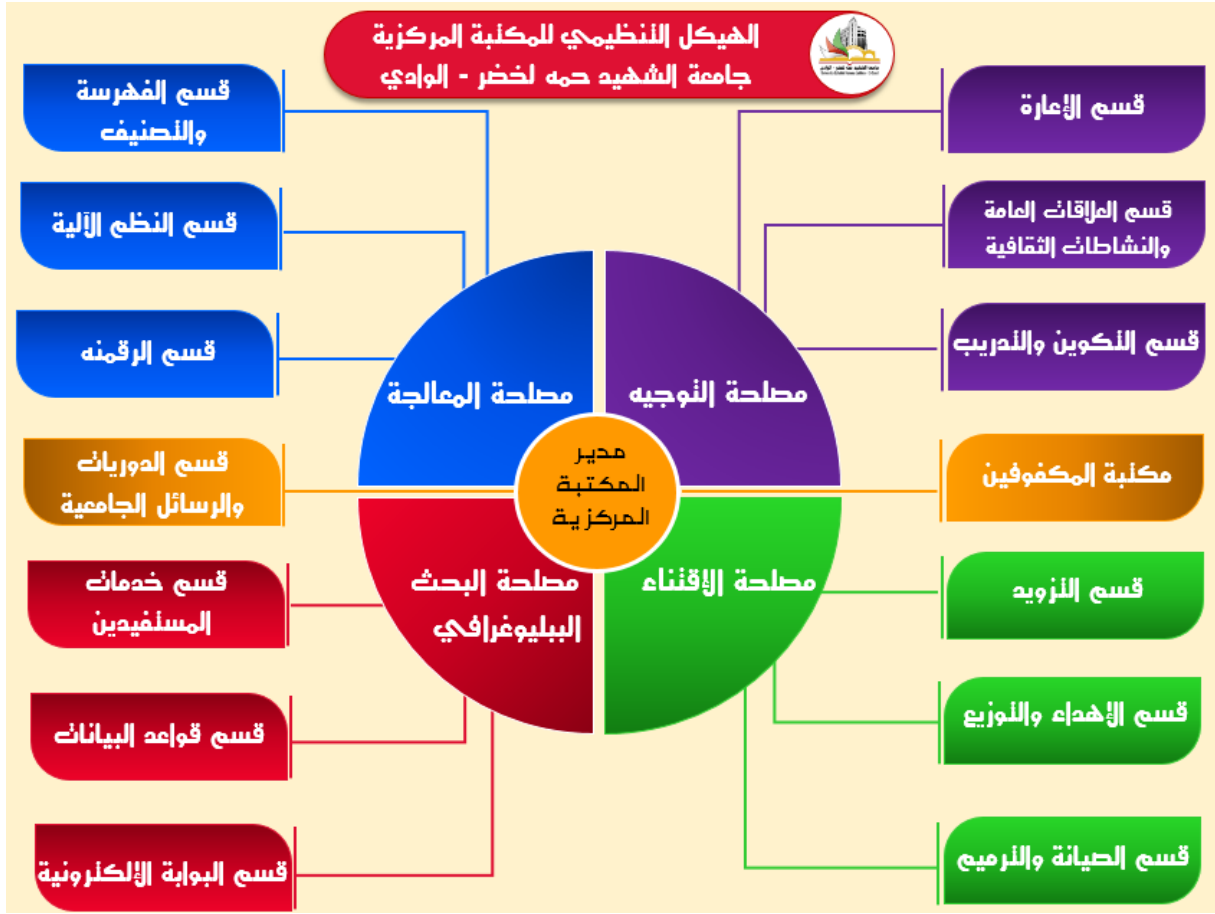 الهيكل التنظيمي للمكتبة المركزية
جامعة الشهيد حمه لخضر - الوادي
قسم الإعارة
قسم العلاقات العامة
والنشاطات الثقافية
قسم التكوين والتدريب
مكتبة المكفوفين
قسم التزويد
قسم الإهداء والتوزيع
قسم الصيانة والترميم
مصلحة التوجيه
مصلحة المعالجة
مدير
المكتبة
المركزية
مصلحة الإقتناء
مصلحة البحث
الببليوغرافي
قسم الفهرسة
والتصنيف
قسم النظم الآلية
قسم الرقمنه
قسم الدوريات
والرسائل الجامعية
قسم خدمات
المستفيدين
قسم قواعد البيانات
قسم البوابة الإلكترونية